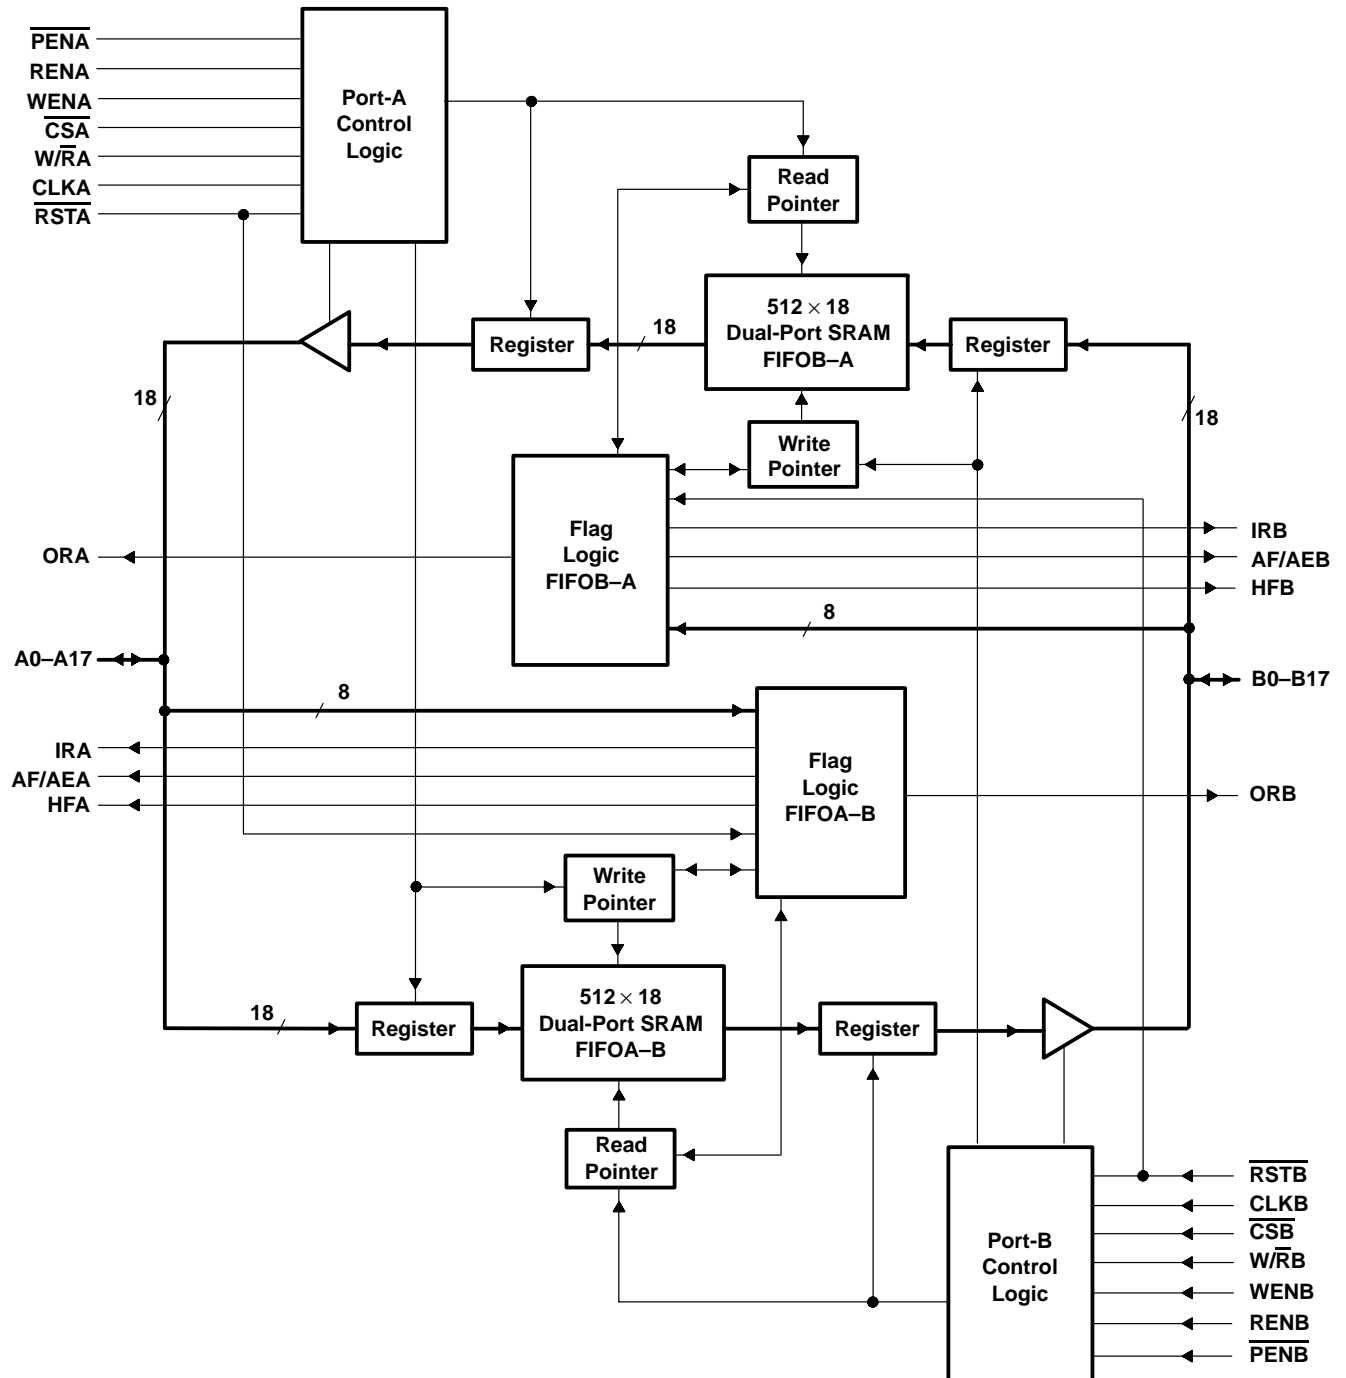 PENA
RENA
WENA
CSA
W/RA
CLKA
RSTA
Port-A
Control
Logic
Read
Pointer
512 × 18
Dual-Port SRAM
FIFOB–A
Register
18
Register
18
18
Write
Pointer
Flag
Logic
FIFOB–A
ORA
IRB
AF/AEB
HFB
8
A0–A17
B0–B17
8
IRA
AF/AEA
HFA
Flag
Logic
FIFOA–B
ORB
Write
Pointer
18
Register
512 × 18
Dual-Port SRAM
FIFOA–B
Register
Read
Pointer
Port-B
Control
Logic
RSTB
CLKB
CSB
W/RB
WENB
RENB
PENB